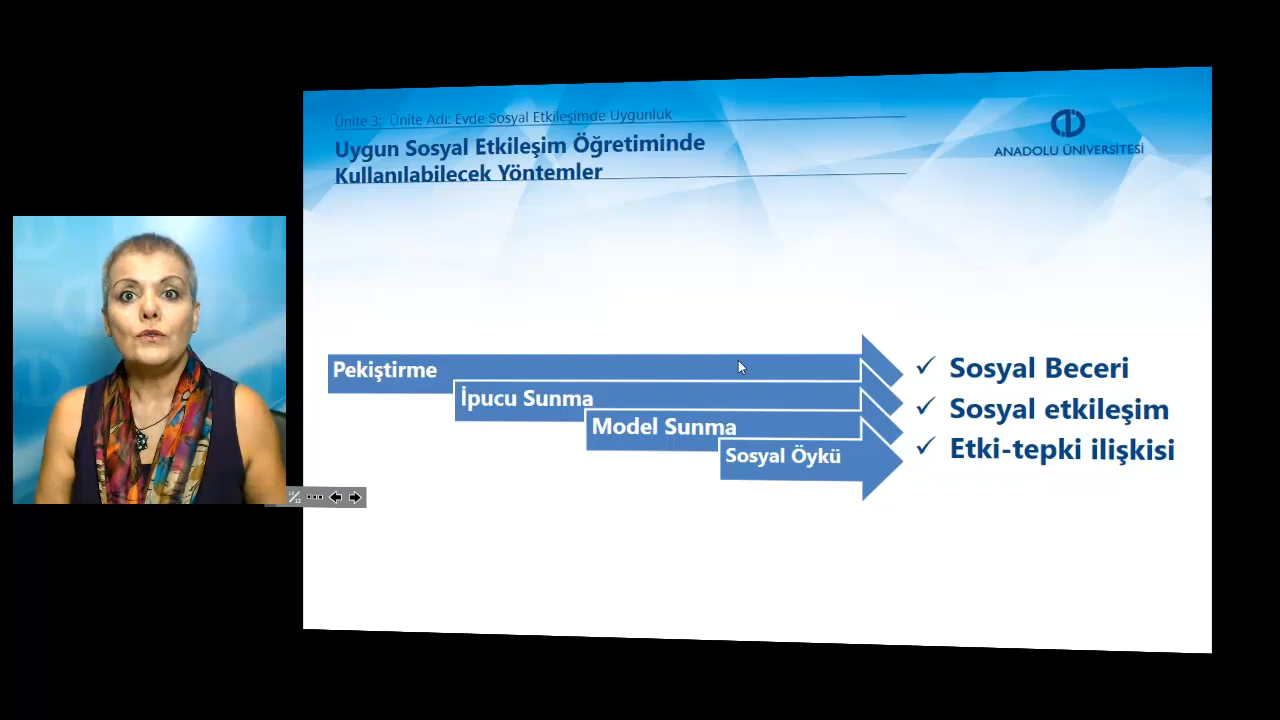 Ünite 3: Ünite Adı: Evde Sosyal Etkileşimde Uygunluk
Uygun Sosyal Etkileşim Öğretiminde
Kullanılabilecek Yöntemler
ANADOLU ÜNİVERSİTESİ
Pekiştirme
İpucu Sunma
Model Sunma
Sosyal Öykü
Sosyal Beceri
Sosyal etkileşim
Etki-tepki ilişkisi